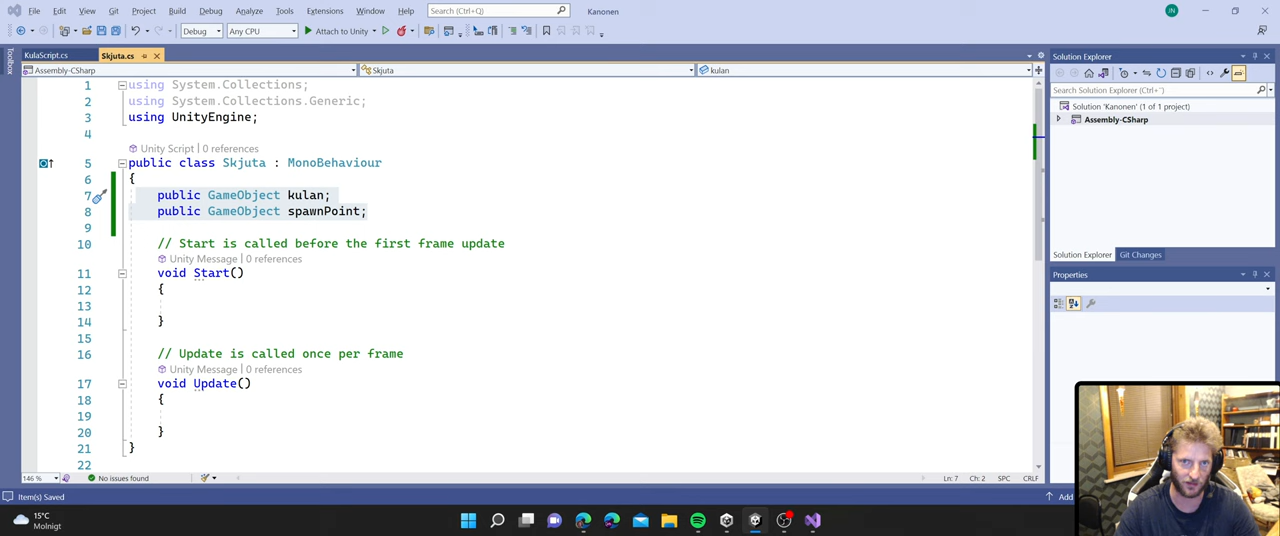 File Edit View Git Project Build Debug Analyze Tools Extensions Window Help Search (Ctrl+Q) Kanonen JN
Debug Any CPU Attach to Unity
KulaScript.cs Skjuta.cs
Toolbox
Assembly-CSharp Skjuta kulan
1 using System.Collections;
2 using System.Collections.Generic;
3 using UnityEngine;
4
Unity Script | 0 references
5 public class Skjuta : MonoBehaviour
6 {
7 public GameObject kulan;
8 public GameObject spawnPoint;
9
10 // Start is called before the first frame update
Unity Message | 0 references
11 void Start()
12 {
13
14 }
15
16 // Update is called once per frame
Unity Message | 0 references
17 void Update()
18 {
19
20 }
21 }
22
146 % No issues found Ln: 7 Ch: 2 SPC CRLF
Solution Explorer
Search Solution Explorer (Ctrl+¨)
Solution 'Kanonen' (1 of 1 project)
Assembly-CSharp
Solution Explorer Git Changes
Properties
Item(s) Saved Add
15°C
Molnigt